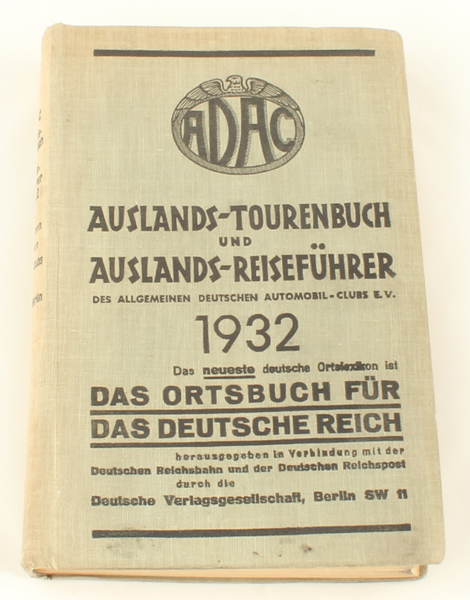 ADAC
AUSLANDS-TOURENBUCH
UND
AUSLANDS-REISEFÜHRER
DES ALLGEMEINEN DEUTSCHEN AUTOMOBIL-CLUBS E.V.
1932
Das neueste deutsche Ortslexikon ist
DAS ORTSBUCH FÜR
DAS DEUTSCHE REICH
herausgegeben in Verbindung mit der
Deutschen Reichsbahn und der Deutschen Reichspost
durch die
Deutsche Verlagsgesellschaft, Berlin SW 11